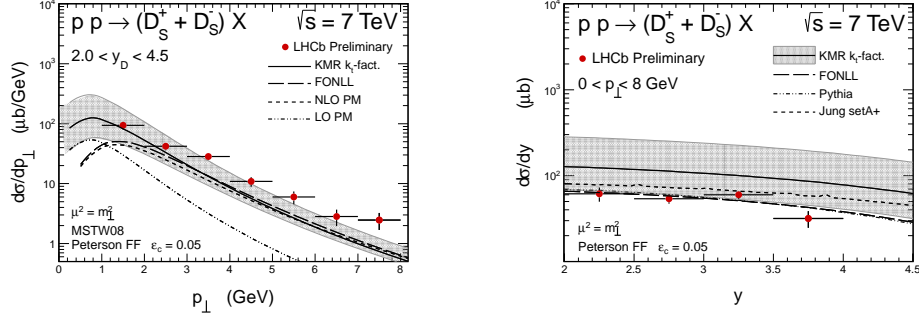 p p → (D_S^+ + D_S^-) X √s = 7 TeV
2.0 < y_D < 4.5
LHCb Preliminary
KMR k_t-fact.
FONLL
NLO PM
LO PM
dσ/dp_⊥ (μb/GeV)
10^3
10^2
10
1
μ² = m_⊥²
MSTW08
Peterson FF ε_c = 0.05
0 1 2 3 4 5 6 7 8
p_⊥ (GeV)
p p → (D_S^+ + D_S^-) X √s = 7 TeV
LHCb Preliminary
0 < p_⊥ < 8 GeV
KMR k_t-fact.
FONLL
Pythia
Jung setA+
dσ/dy (μb)
10^3
10^2
μ² = m_⊥²
Peterson FF ε_c = 0.05
2 2.5 3 3.5 4 4.5
y